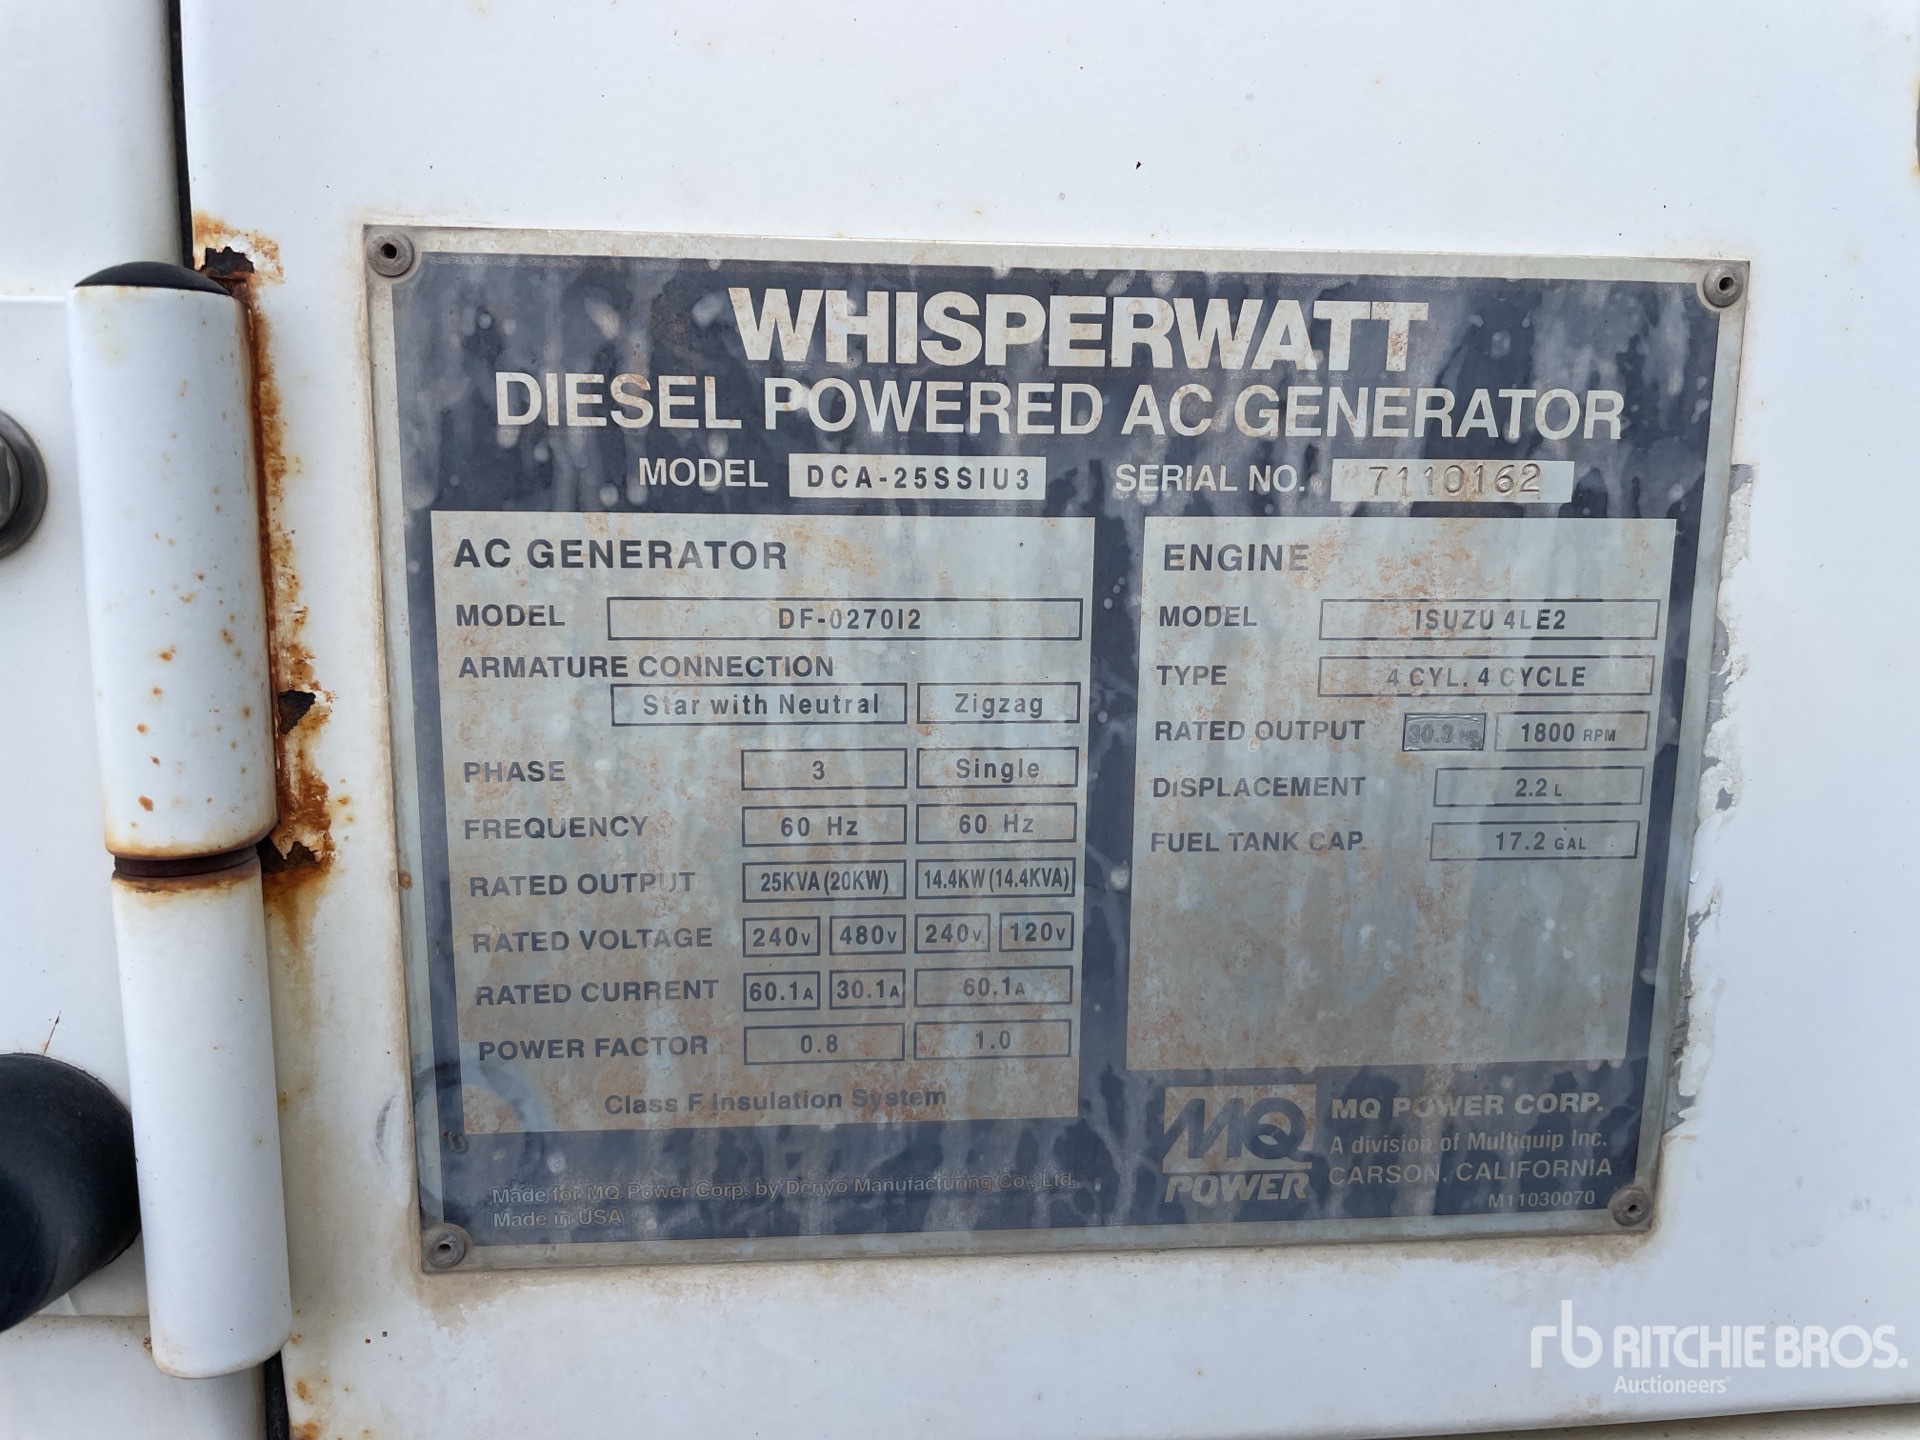 WHISPERWATT
DIESEL POWERED AC GENERATOR
MODEL DCA-25SSIU3 SERIAL NO. 7110162
AC GENERATOR
MODEL DF-0270I2
ARMATURE CONNECTION
Star with Neutral Zigzag
PHASE 3 Single
FREQUENCY 60 Hz 60 Hz
RATED OUTPUT 25KVA (20KW) 14.4KW (14.4KVA)
RATED VOLTAGE 240V 480V 240V 120V
RATED CURRENT 60.1A 30.1A 60.1A
POWER FACTOR 0.8 1.0
Class F Insulation System
ENGINE
MODEL ISUZU 4LE2
TYPE 4 CYL. 4 CYCLE
RATED OUTPUT 30.3 1800 RPM
DISPLACEMENT 2.2 L
FUEL TANK CAP. 17.2 GAL
Made for MQ Power Corp. by Denyo Manufacturing Co., Ltd.
Made in USA
MQ
POWER
MQ POWER CORP.
A division of Multiquip Inc.
CARSON, CALIFORNIA
M11030070
rb RITCHIE BROS.
Auctioneers